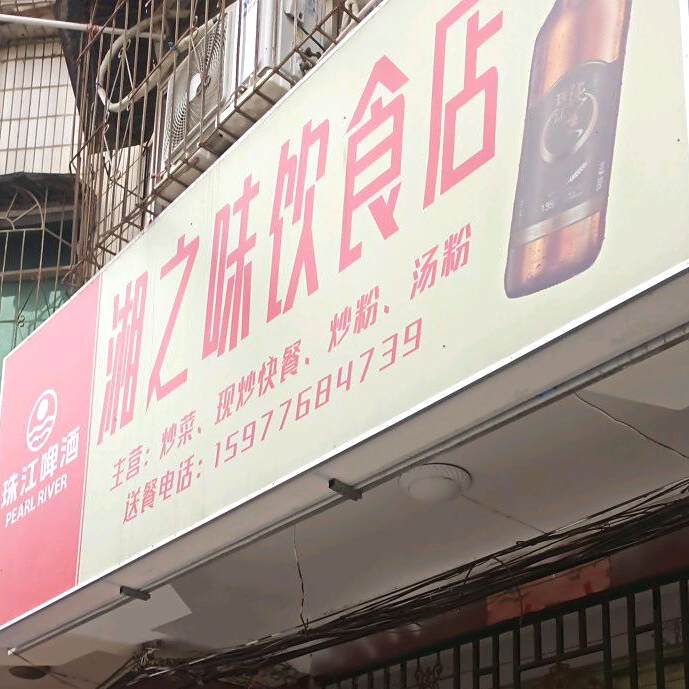 湘之味饮食店
主营：炒菜、现炒快餐、炒粉、汤粉
送餐电话：15977684739
珠江啤酒
PEARL RIVER